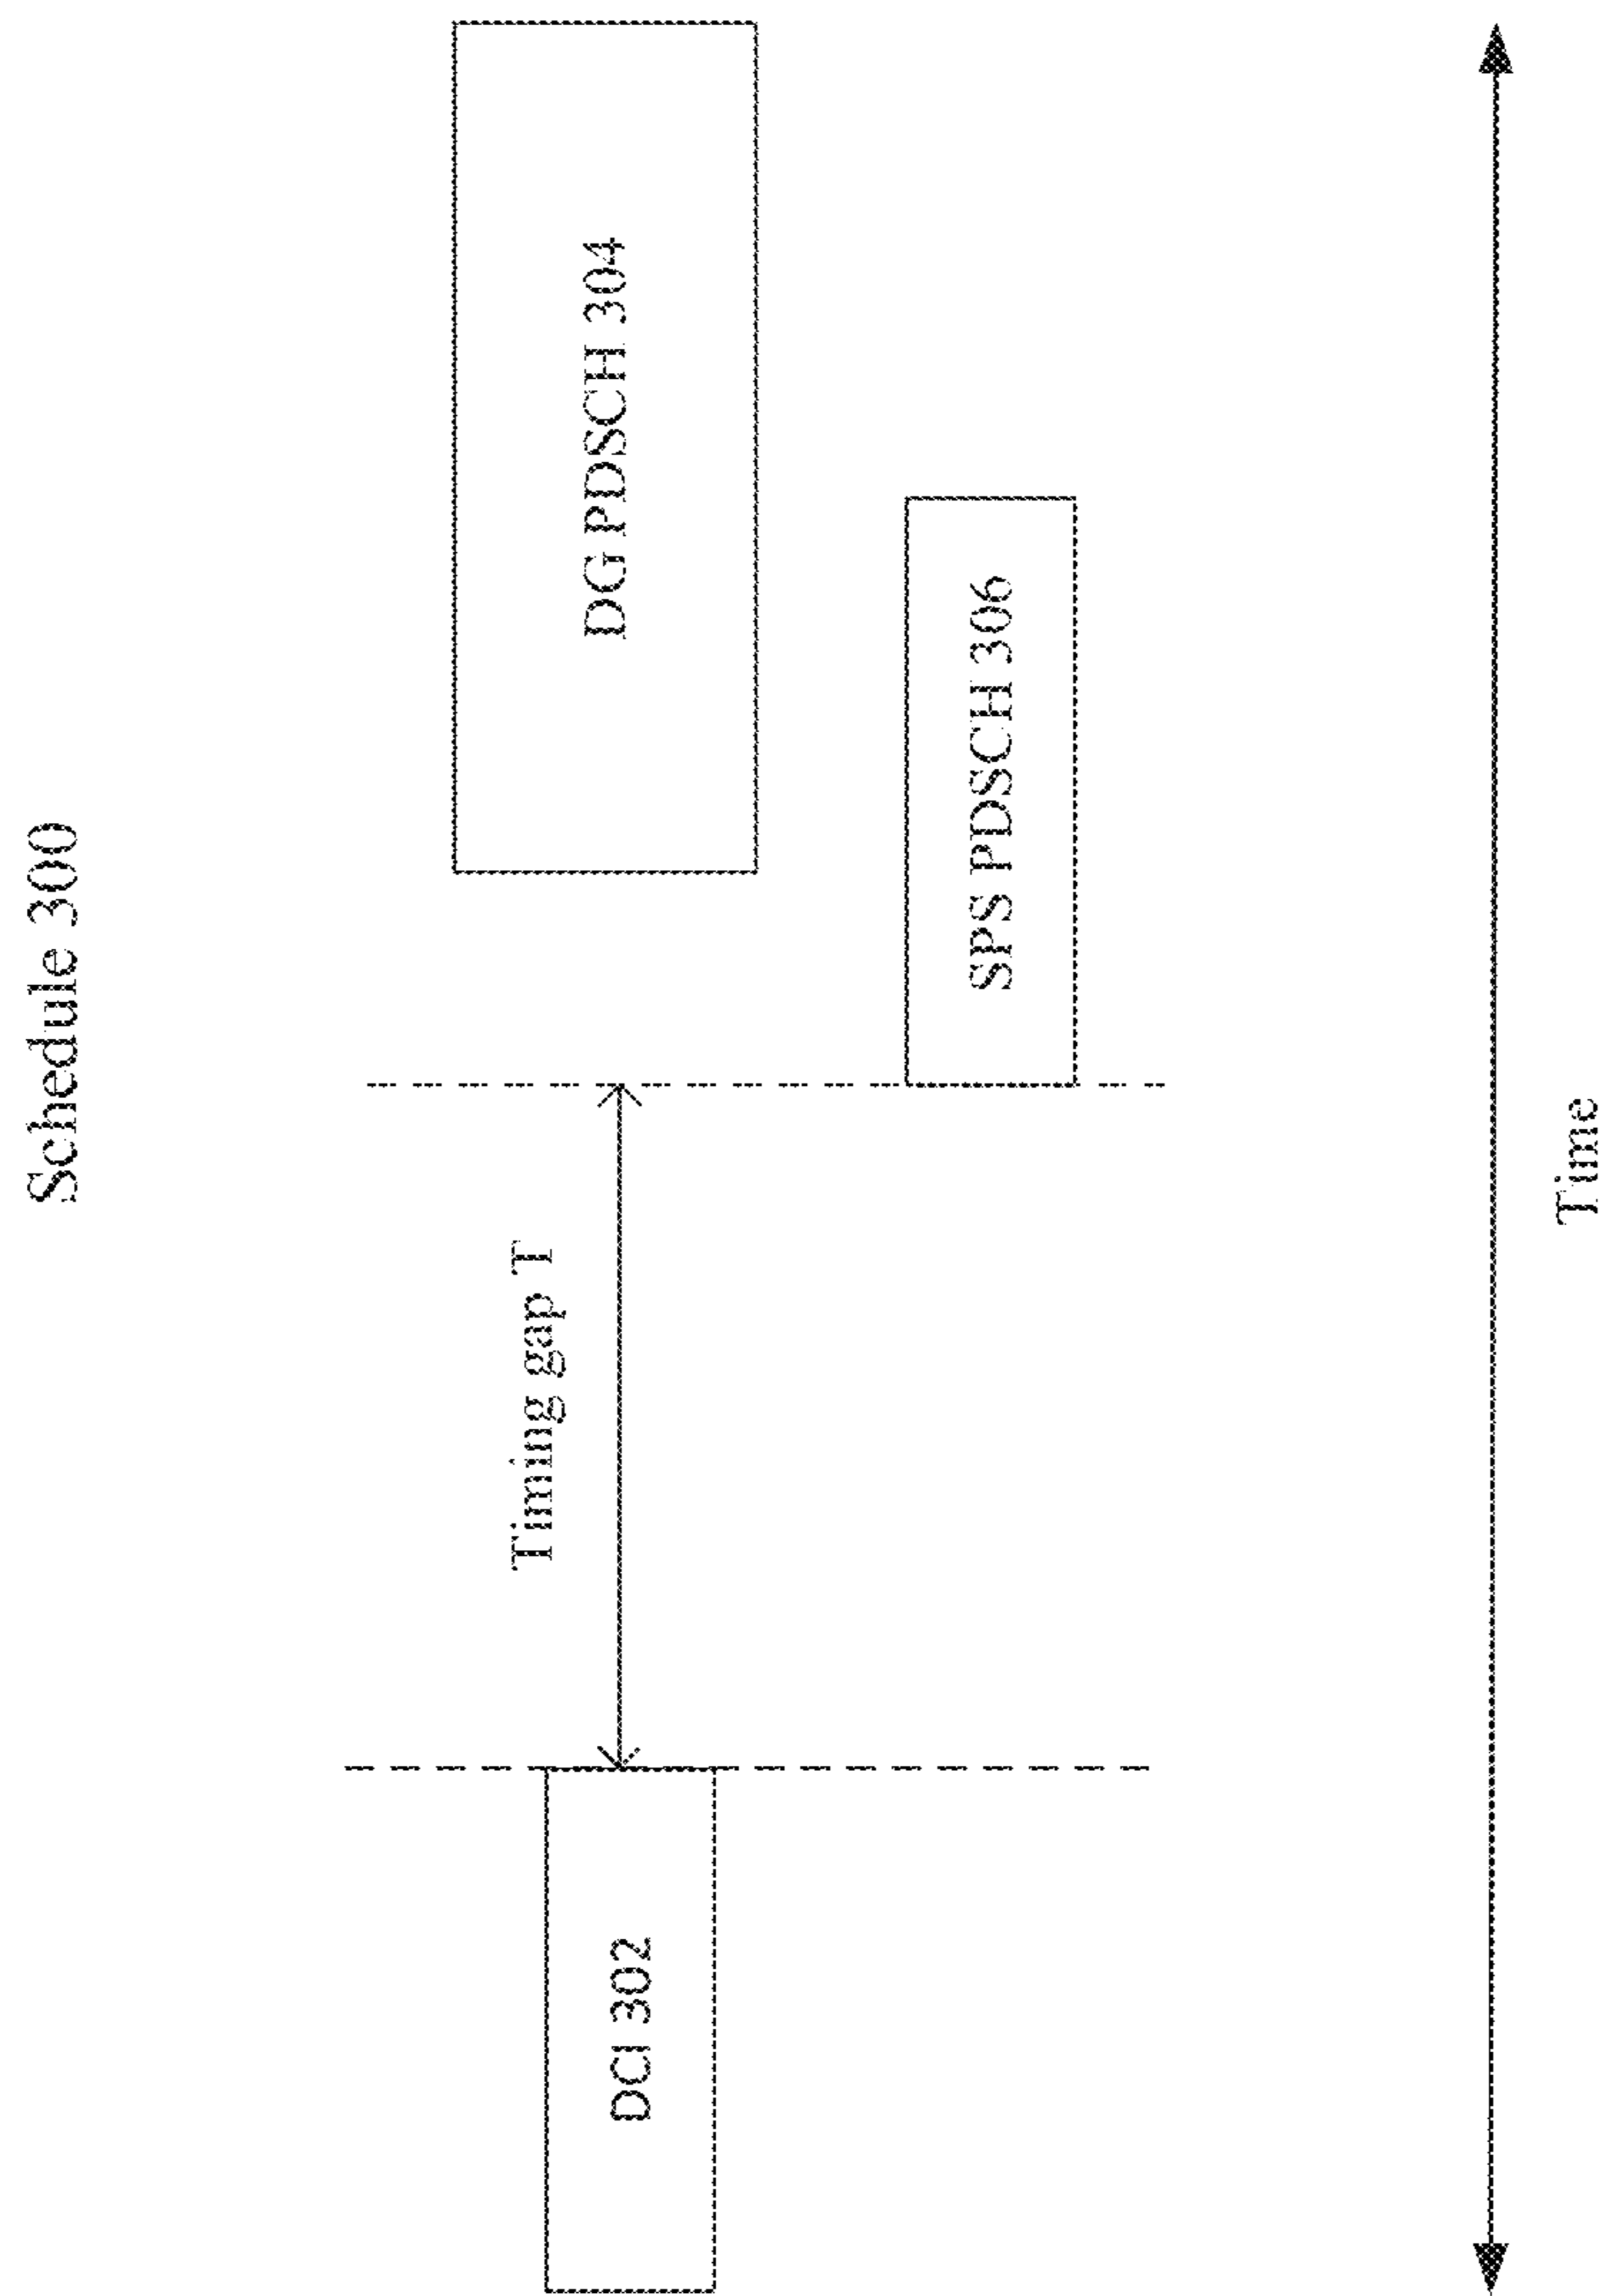 Schedule 300
DG PDSCH 304
Timing gap T
DCI 302
SPS PDSCH 306
Time